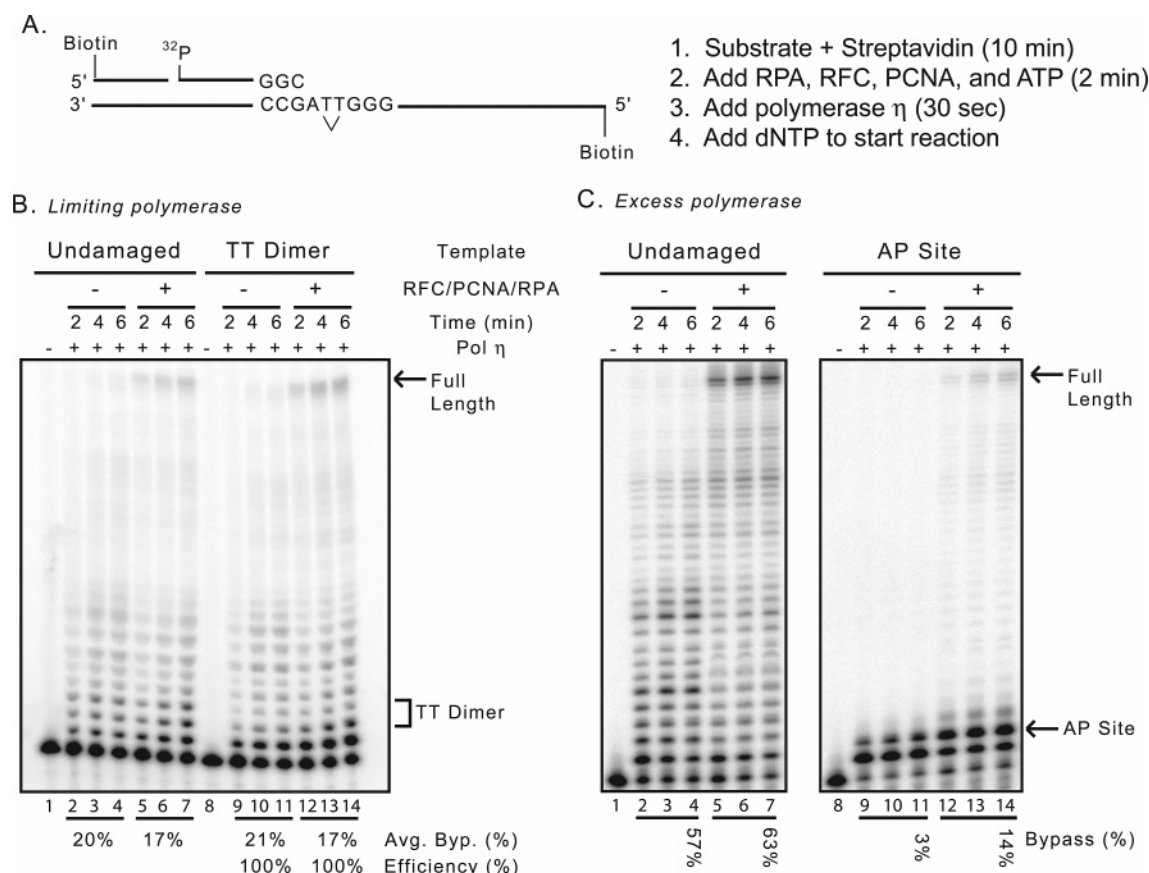 A.
Biotin
32P
5' GGC
3' CCGATTGGG 5'
Biotin
1. Substrate + Streptavidin (10 min)
2. Add RPA, RFC, PCNA, and ATP (2 min)
3. Add polymerase η (30 sec)
4. Add dNTP to start reaction
B. Limiting polymerase
Undamaged TT Dimer Template
- + - + RFC/PCNA/RPA
2 4 6 2 4 6 2 4 6 2 4 6 Time (min)
- + + + + + + - + + + + + + Pol η
Full
Length
TT Dimer
1 2 3 4 5 6 7 8 9 10 11 12 13 14
20% 17% 21% 17% Avg. Byp. (%)
100% 100% Efficiency (%)
C. Excess polymerase
Undamaged AP Site
- + - +
2 4 6 2 4 6 2 4 6 2 4 6
- + + + + + + - + + + + + +
Full
Length
AP Site
1 2 3 4 5 6 7 8 9 10 11 12 13 14
57% 63% 3% 14% Bypass (%)